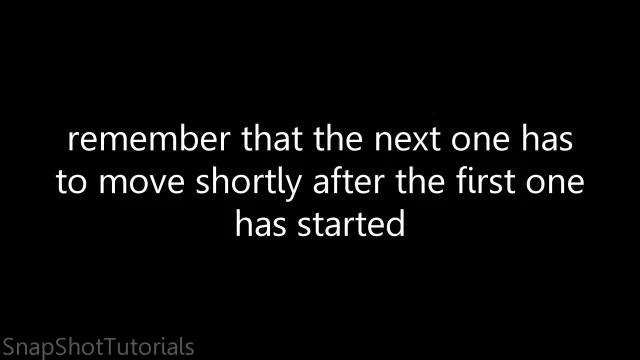 remember that the next one has
to move shortly after the first one
has started
SnapShotTutorials